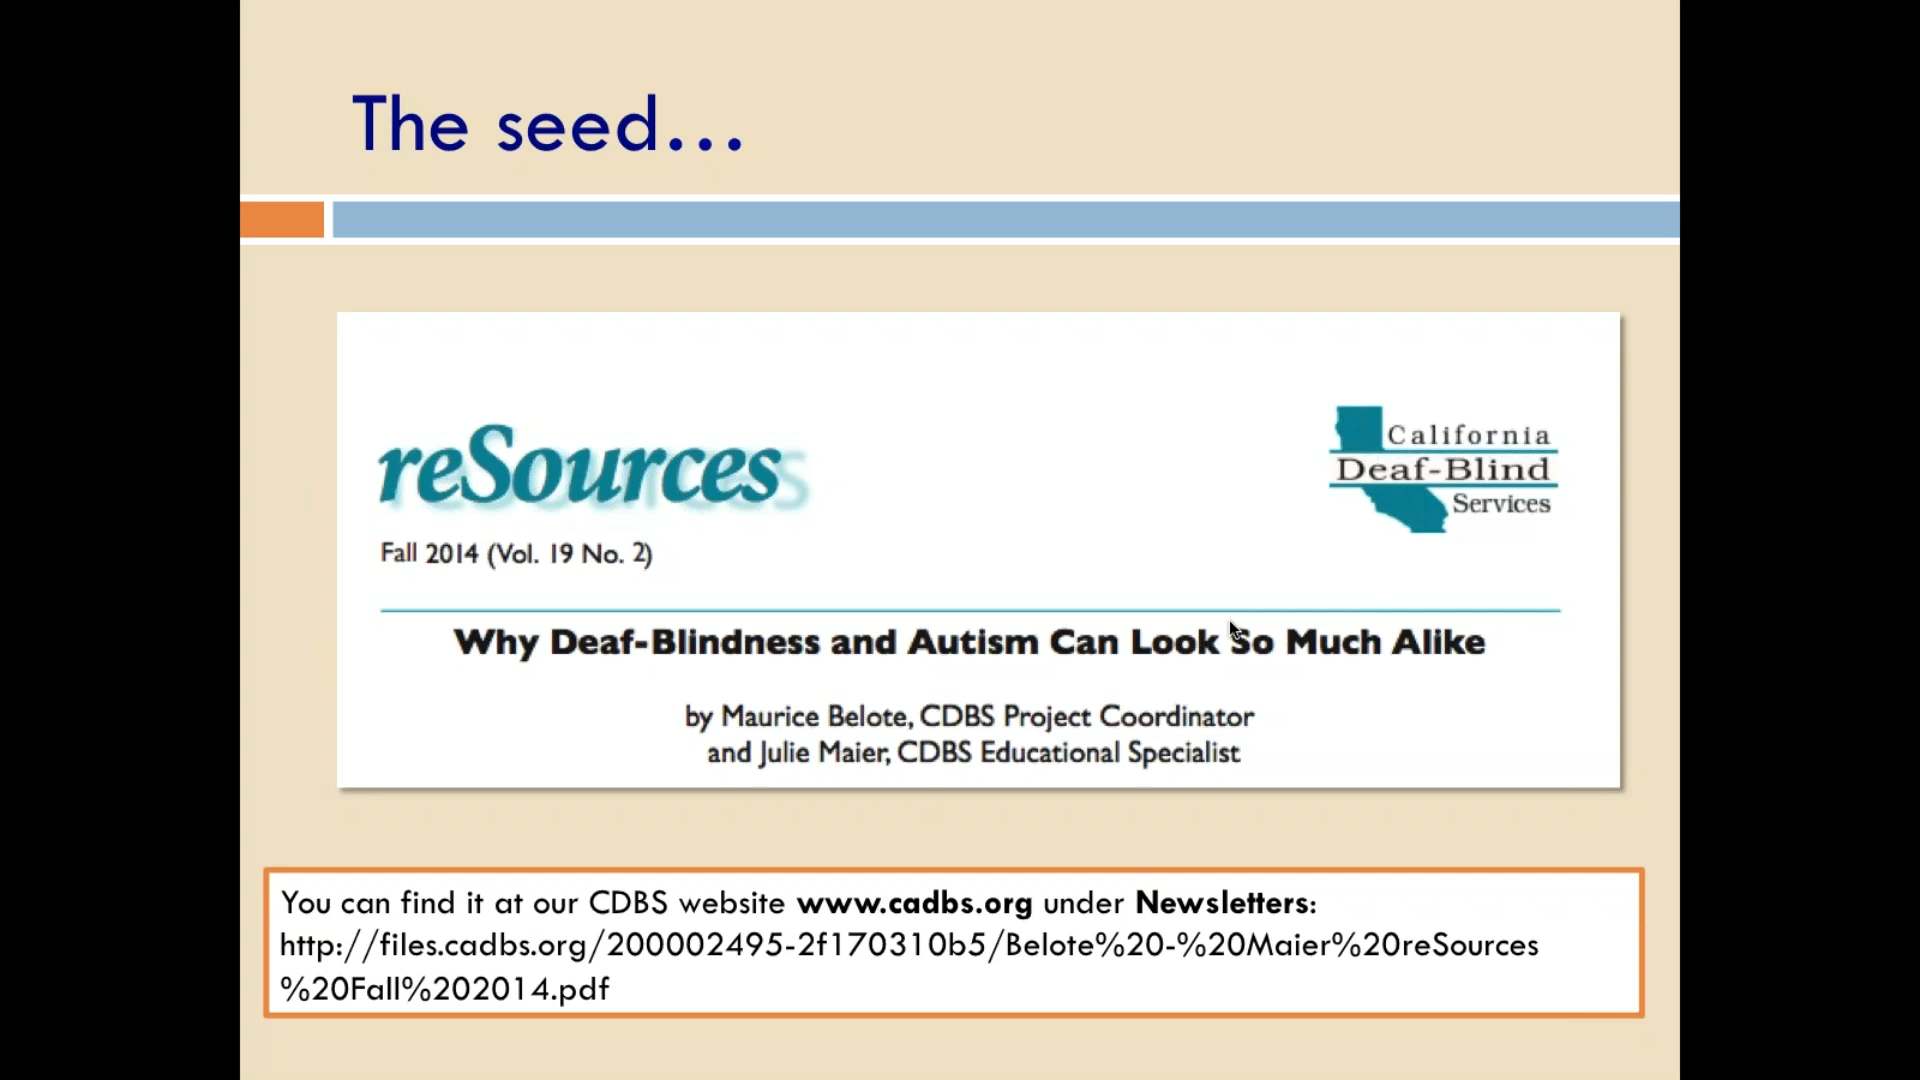 The seed...
reSources
California
Deaf-Blind
Services
Fall 2014 (Vol. 19 No. 2)
Why Deaf-Blindness and Autism Can Look So Much Alike
by Maurice Belote, CDBS Project Coordinator
and Julie Maier, CDBS Educational Specialist
You can find it at our CDBS website www.cadbs.org under Newsletters:
http://files.cadbs.org/200002495-2f170310b5/Belote%20-%20Maier%20reSources
%20Fall%202014.pdf